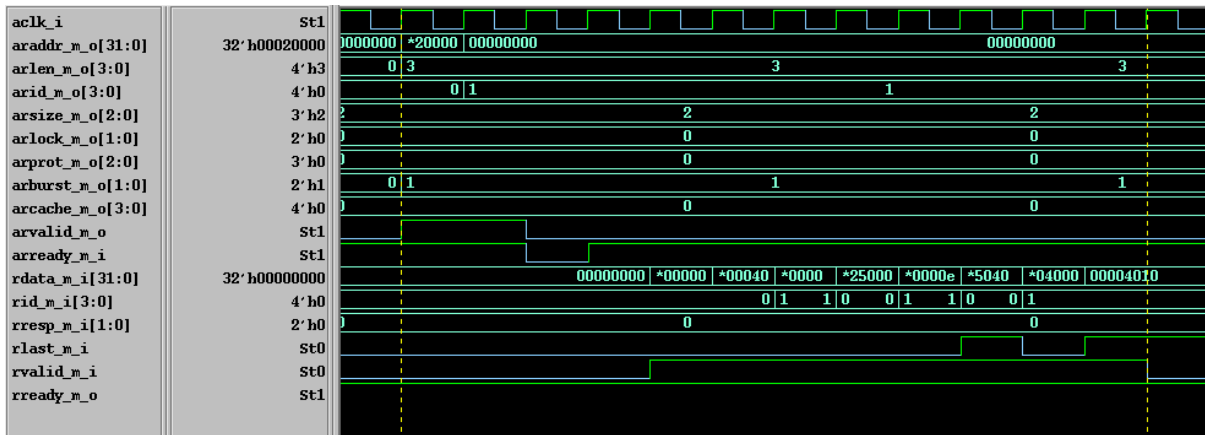 aclk_i St1
araddr_m_o[31:0] 32'h00020000 0000000 *20000 00000000 00000000
arlen_m_o[3:0] 4'h3 0 3 3 3
arid_m_o[3:0] 4'h0 0 1 1
arsize_m_o[2:0] 3'h2 2 2 2
arlock_m_o[1:0] 2'h0 0 0
arprot_m_o[2:0] 3'h0 0 0
arburst_m_o[1:0] 2'h1 0 1 1 1
arcache_m_o[3:0] 4'h0 0 0
arvalid_m_o St1
arready_m_i St1
rdata_m_i[31:0] 32'h00000000 00000000 *00000 *00040 *0000 *25000 *0000e *5040 *04000 00004010
rid_m_i[3:0] 4'h0 0 1 1 0 0 1 1 0 0 1
rresp_m_i[1:0] 2'h0 0 0
rlast_m_i St0
rvalid_m_i St0
rready_m_o St1